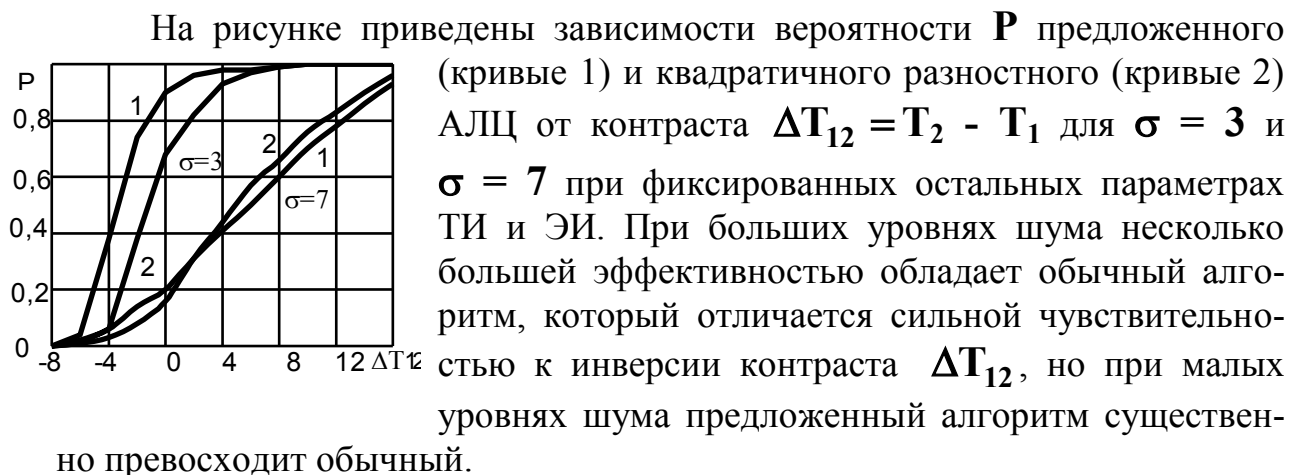 На рисунке приведены зависимости вероятности P предложенного
(кривые 1) и квадратичного разностного (кривые 2)
АЛЦ от контраста ΔT₁₂ = T₂ - T₁ для σ = 3 и
σ = 7 при фиксированных остальных параметрах
ТИ и ЭИ. При больших уровнях шума несколько
большей эффективностью обладает обычный алго-
ритм, который отличается сильной чувствительно-
стью к инверсии контраста ΔT₁₂, но при малых
уровнях шума предложенный алгоритм существен-
но превосходит обычный.
P
0,8
0,6
0,4
0,2
0
1
2
σ=3
1
σ=7
2
-8 -4 0 4 8 12 ΔT12